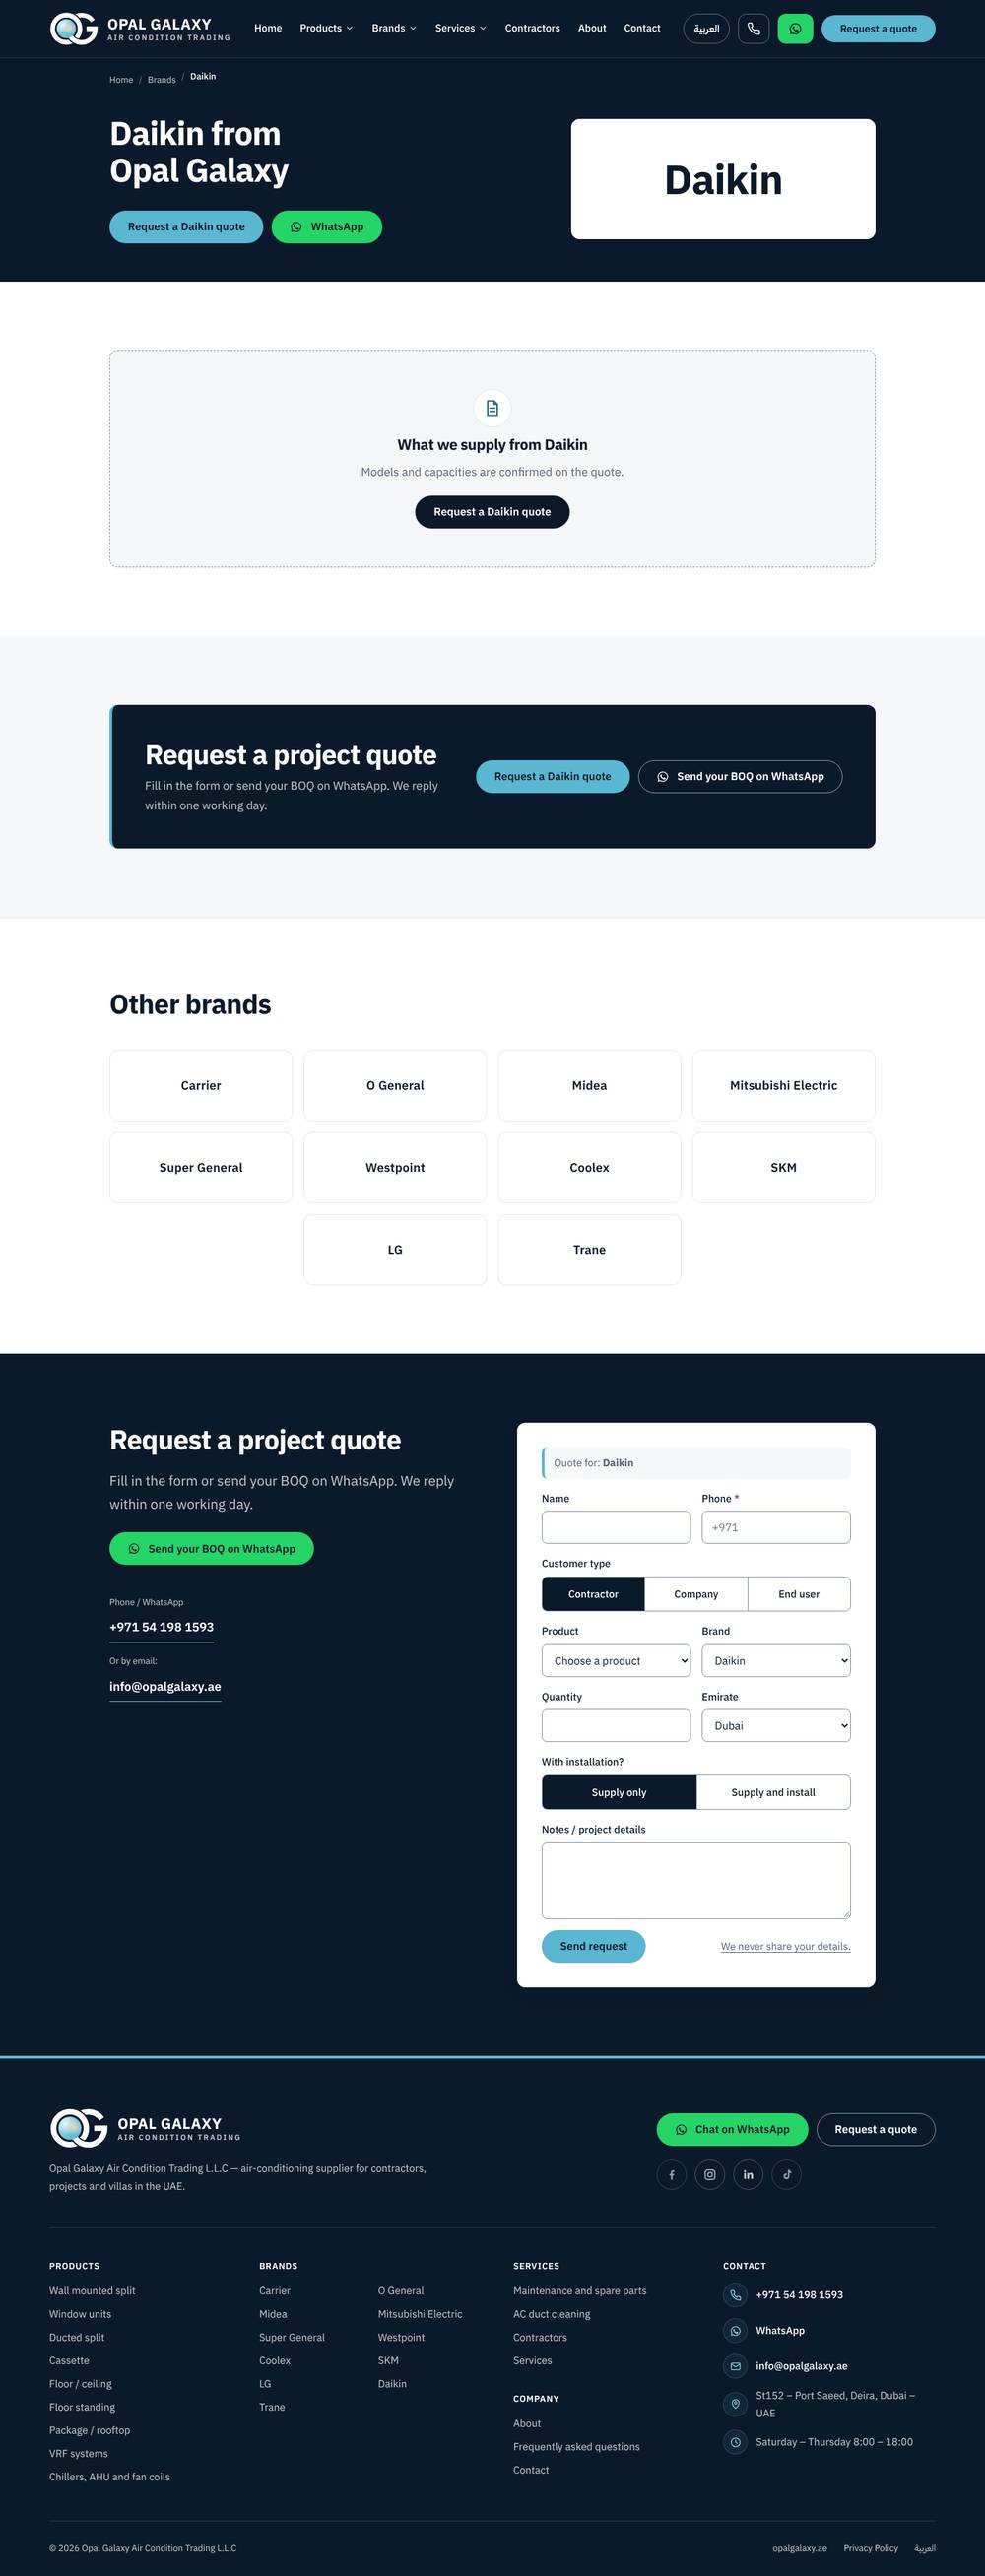 OPAL GALAXY
AIR CONDITION TRADING
Home Products Brands Services Contractors About Contact العربية Request a quote
Home / Brands / Daikin
Daikin from
Opal Galaxy
Daikin
Request a Daikin quote WhatsApp
What we supply from Daikin
Models and capacities are confirmed on the quote.
Request a Daikin quote
Request a project quote
Fill in the form or send your BOQ on WhatsApp. We reply
within one working day.
Request a Daikin quote Send your BOQ on WhatsApp
Other brands
Carrier O General Midea Mitsubishi Electric
Super General Westpoint Coolex SKM
LG Trane
Request a project quote
Fill in the form or send your BOQ on WhatsApp. We reply
within one working day.
Send your BOQ on WhatsApp
Phone / WhatsApp
+971 54 198 1593
Or by email:
info@opalgalaxy.ae
Quote for: Daikin
Name Phone *
+971
Customer type
Contractor Company End user
Product Brand
Choose a product Daikin
Quantity Emirate
Dubai
With installation?
Supply only Supply and install
Notes / project details
Send request We never share your details.
OPAL GALAXY
AIR CONDITION TRADING
Opal Galaxy Air Condition Trading L.L.C — air-conditioning supplier for contractors,
projects and villas in the UAE.
Chat on WhatsApp Request a quote
PRODUCTS
Wall mounted split
Window units
Ducted split
Cassette
Floor / ceiling
Floor standing
Package / rooftop
VRF systems
Chillers, AHU and fan coils
BRANDS
Carrier O General
Midea Mitsubishi Electric
Super General Westpoint
Coolex SKM
LG Daikin
Trane
SERVICES
Maintenance and spare parts
AC duct cleaning
Contractors
Services
COMPANY
About
Frequently asked questions
Contact
CONTACT
+971 54 198 1593
WhatsApp
info@opalgalaxy.ae
St152 – Port Saeed, Deira, Dubai –
UAE
Saturday – Thursday 8:00 – 18:00
© 2026 Opal Galaxy Air Condition Trading L.L.C
opalgalaxy.ae Privacy Policy العربية